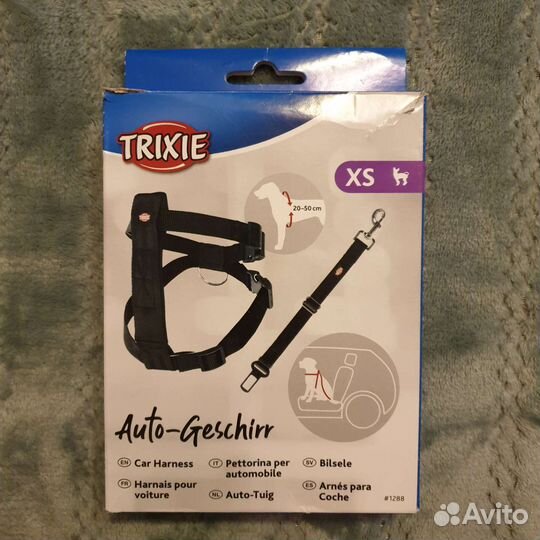 TRIXIE
XS
20–50 cm
Auto-Geschirr
EN Car Harness
IT Pettorina per
automobile
SV Bilsele
FR Harnais pour
voiture
NL Auto-Tuig
ES Arnés para
Coche
#1288
Avito